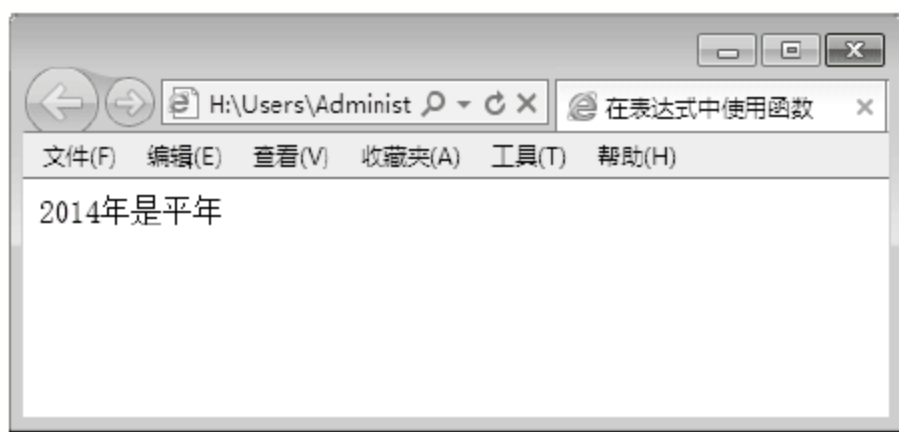 H:\Users\Administ
在表达式中使用函数
文件(F) 编辑(E) 查看(V) 收藏夹(A) 工具(T) 帮助(H)
2014年是平年